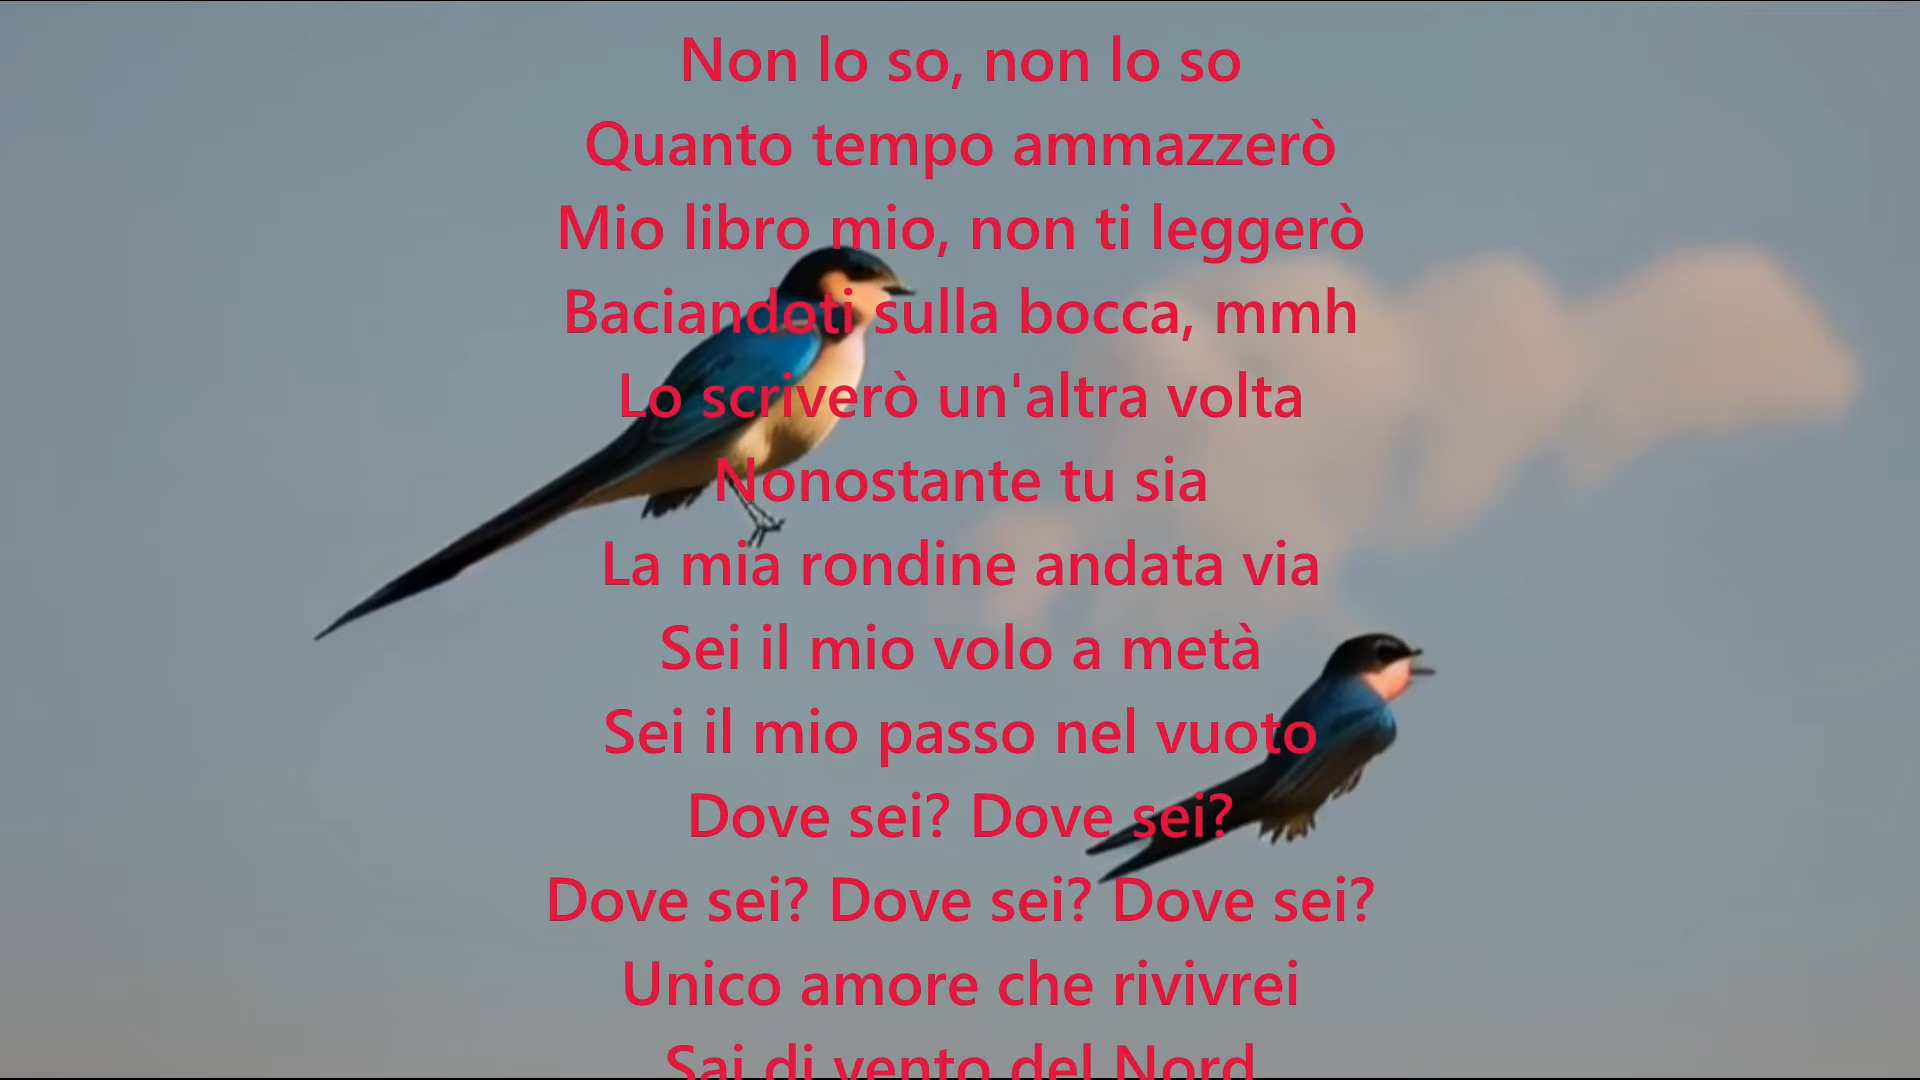 Non lo so, non lo so
Quanto tempo ammazzerò
Mio libro mio, non ti leggerò
Baciandoti sulla bocca, mmh
Lo scriverò un'altra volta
Nonostante tu sia
La mia rondine andata via
Sei il mio volo a metà
Sei il mio passo nel vuoto
Dove sei? Dove sei?
Dove sei? Dove sei? Dove sei?
Unico amore che rivivrei
Sai di vento del Nord